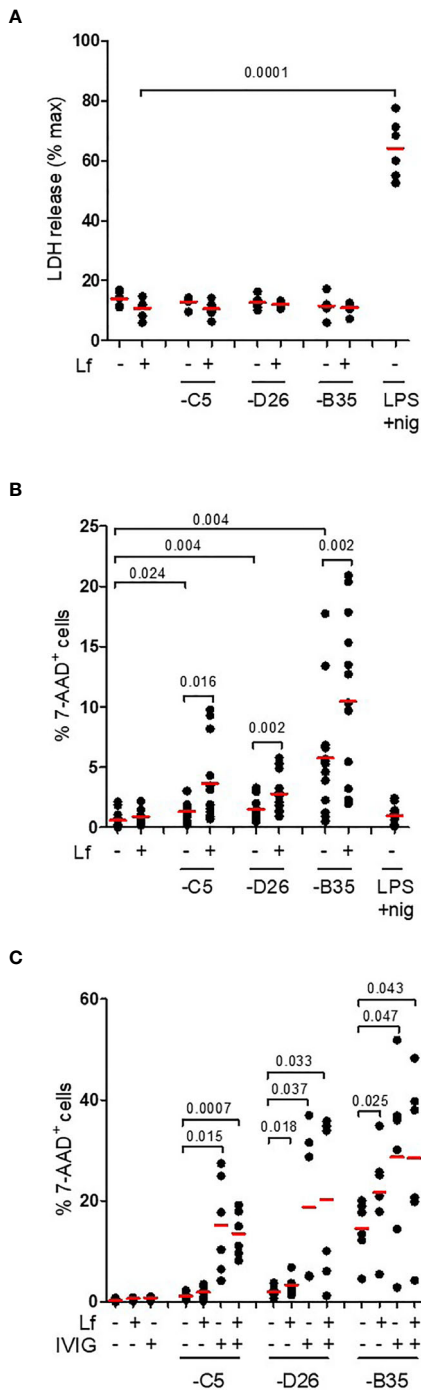 A
LDH release (% max)
100
80
60
40
20
0
0.0001
Lf - + - + - + - + -
-C5 -D26 -B35 LPS
+nig
B
% 7-AAD+ cells
25
20
15
10
5
0
0.004
0.004
0.002
0.024
0.016
0.002
Lf - + - + - + - + -
-C5 -D26 -B35 LPS
+nig
C
% 7-AAD+ cells
60
40
20
0
0.043
0.047
0.033
0.037
0.025
0.0007
0.018
0.015
Lf - + - - + - + - + - + - + - +
IVIG - - + - - + + - - + + - - + +
-C5 -D26 -B35